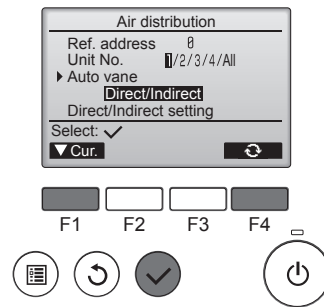 Air distribution
Ref. address 0
Unit No. 1/2/3/4/All
Auto vane
Direct/Indirect
Direct/Indirect setting
Select:
Cur.
F1 F2 F3 F4